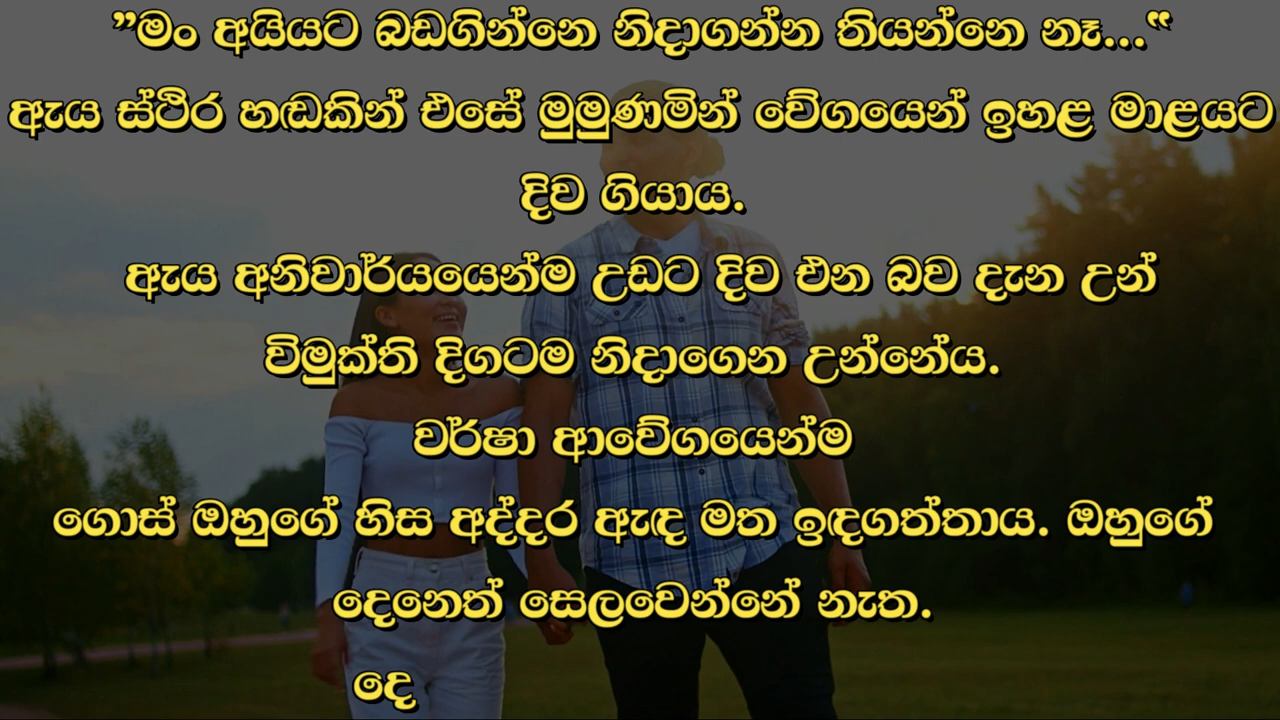 ”මං අයියට බඩගින්නෙ නිදාගන්න තියන්නෙ නෑ...“
ඇය ස්ථිර හඬකින් එසේ මුමුණමින් වේගයෙන් ඉහළ මාළයට
දිව ගියාය.
ඇය අනිවාර්යයෙන්ම උඩට දිව එන බව දැන උන්
විමුක්ති දිගටම නිදාගෙන උන්නේය.
වර්ෂා ආවේගයෙන්ම
ගොස් ඔහුගේ හිස අද්දර ඇඳ මත ඉඳගත්තාය. ඔහුගේ
දෙනෙත් සෙලවෙන්නේ නැත.
දෙ